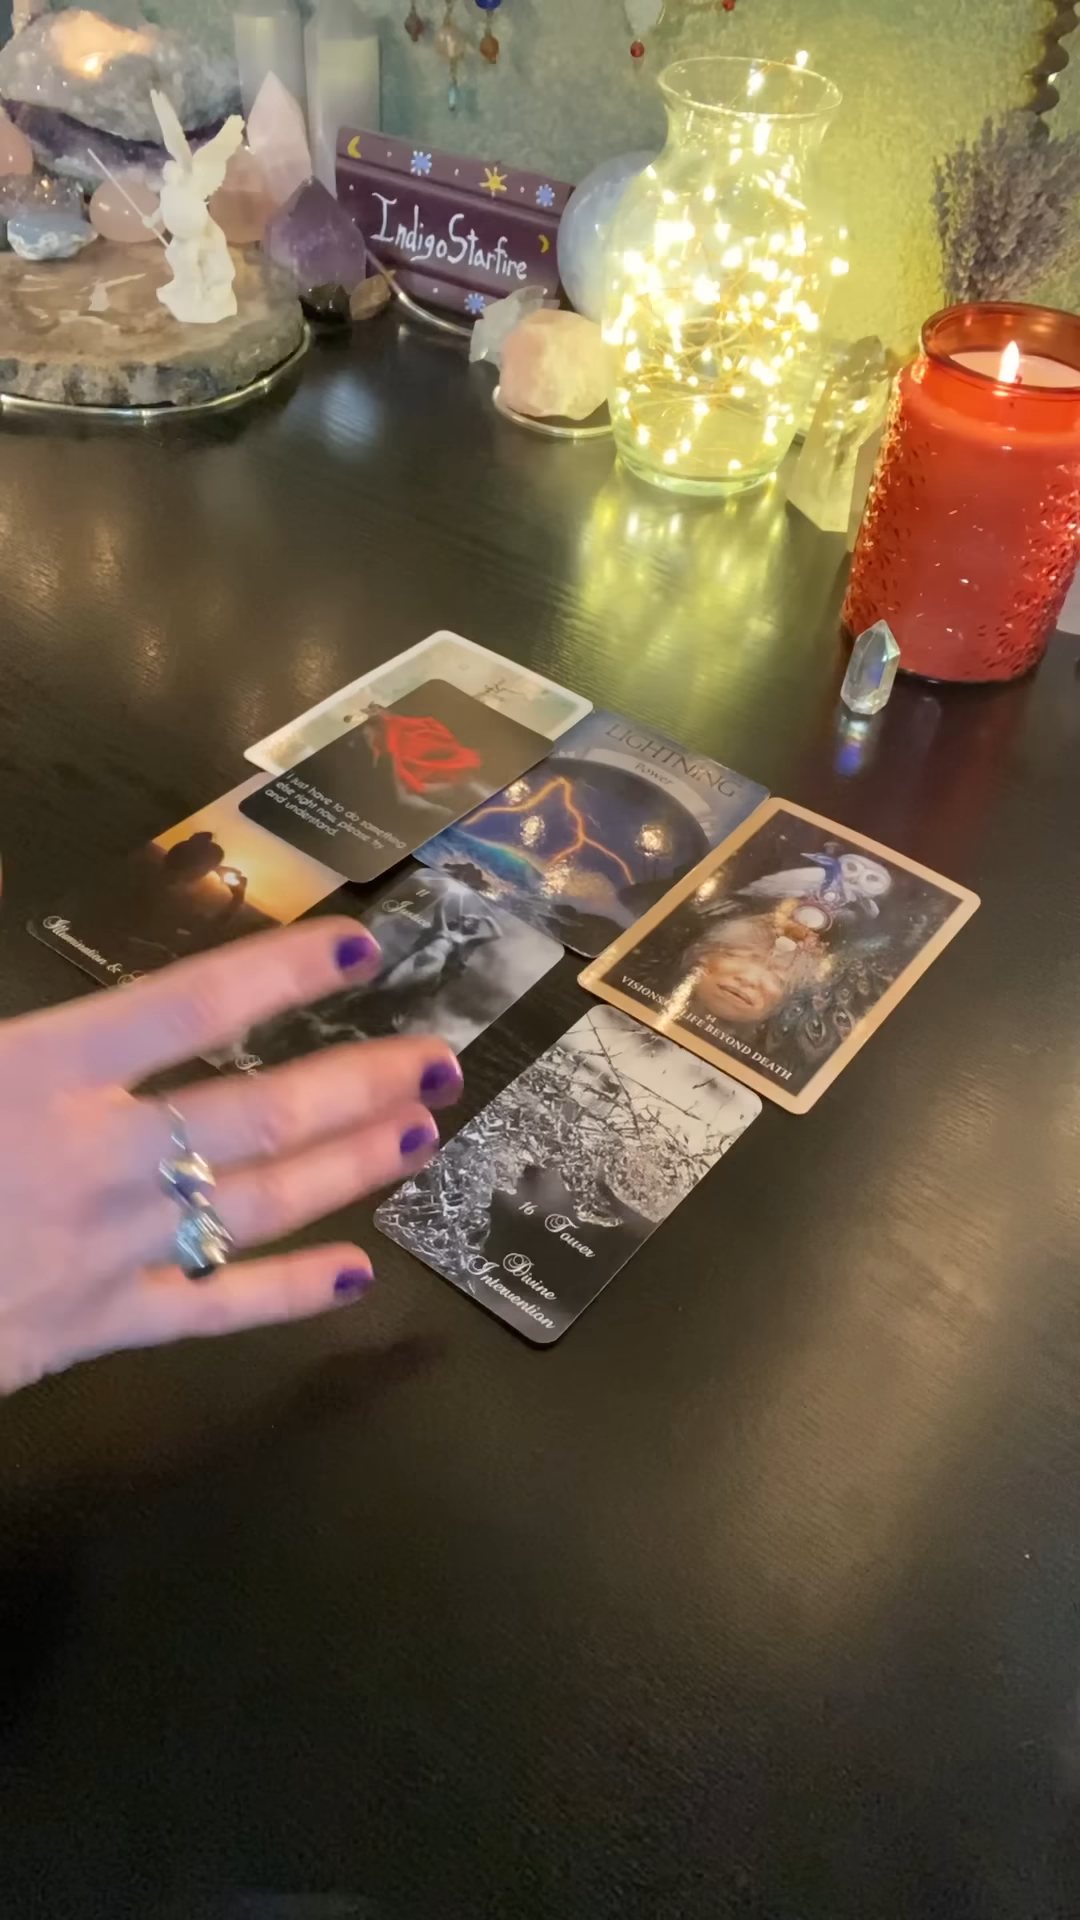 IndigoStarfire
LIGHTNING
Power
I just have to do something
else right now, please try
and understand.
11
Justice
Illumination &
44
VISIONS OF LIFE BEYOND DEATH
16 Tower
Divine
Intervention